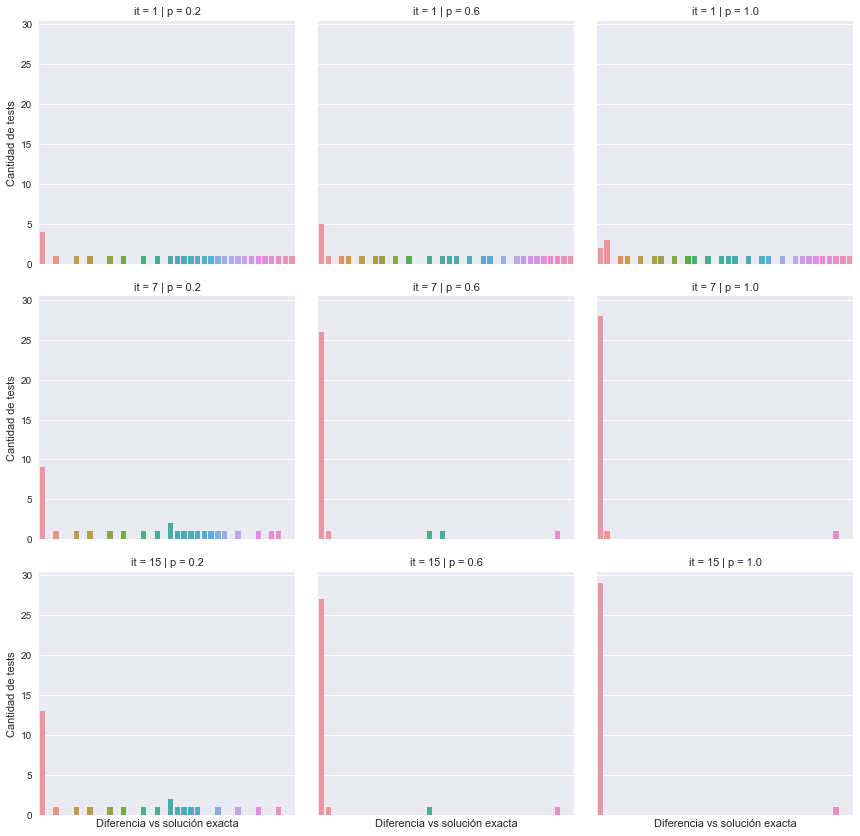 it = 1 | p = 0.2
it = 1 | p = 0.6
it = 1 | p = 1.0
30
25
20
15
10
5
0
Cantidad de tests
it = 7 | p = 0.2
it = 7 | p = 0.6
it = 7 | p = 1.0
30
25
20
15
10
5
0
Cantidad de tests
it = 15 | p = 0.2
it = 15 | p = 0.6
it = 15 | p = 1.0
30
25
20
15
10
5
0
Cantidad de tests
Diferencia vs solución exacta
Diferencia vs solución exacta
Diferencia vs solución exacta